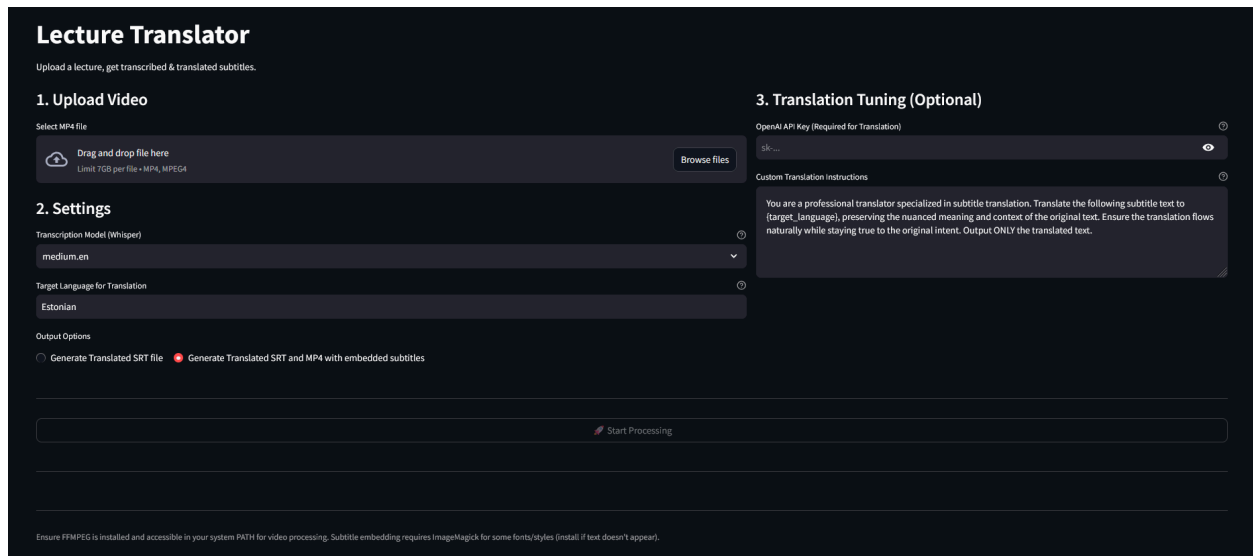 Lecture Translator
Upload a lecture, get transcribed & translated subtitles.
1. Upload Video
Select MP4 file
Drag and drop file here
Limit 7GB per file • MP4, MPEG4
Browse files
2. Settings
Transcription Model (Whisper)
medium.en
Target Language for Translation
Estonian
Output Options
Generate Translated SRT file
Generate Translated SRT and MP4 with embedded subtitles
3. Translation Tuning (Optional)
OpenAI API Key (Required for Translation)
sk-...
Custom Translation Instructions
You are a professional translator specialized in subtitle translation. Translate the following subtitle text to
{target_language}, preserving the nuanced meaning and context of the original text. Ensure the translation flows
naturally while staying true to the original intent. Output ONLY the translated text.
🚀 Start Processing
Ensure FFMPEG is installed and accessible in your system PATH for video processing. Subtitle embedding requires ImageMagick for some fonts/styles (install if text doesn't appear).